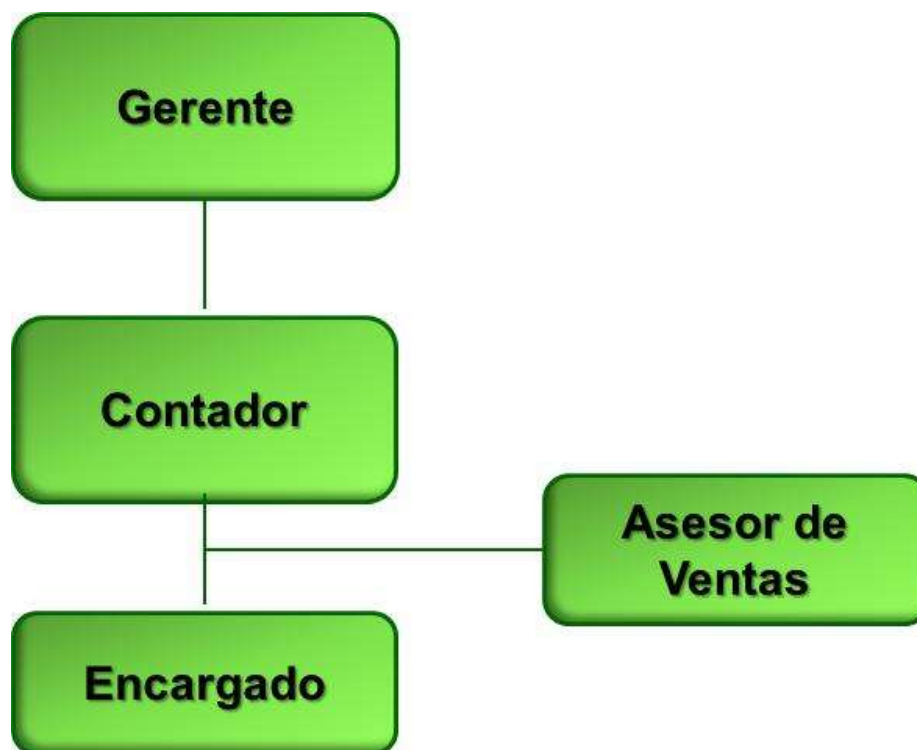 Gerente
Contador
Asesor de
Ventas
Encargado